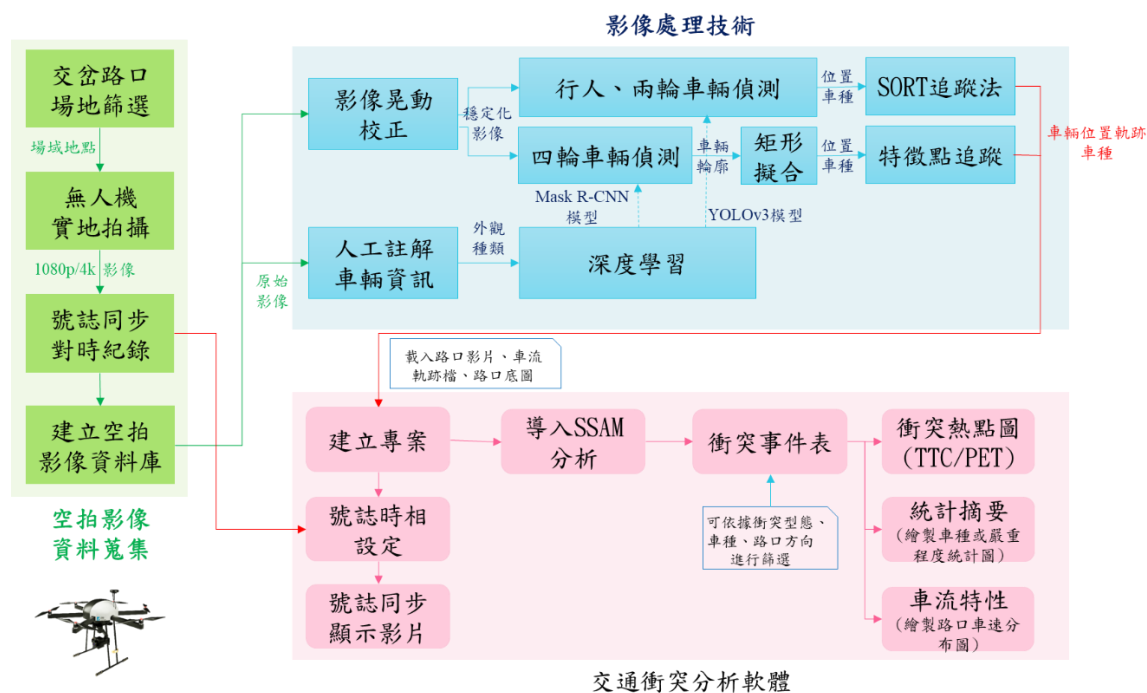 影像處理技術
交岔路口
場地篩選
場域地點
無人機
實地拍攝
1080p/4k 影像
號誌同步
對時紀錄
建立空拍
影像資料庫
空拍影像
資料蒐集
原始
影像
影像晃動
校正
穩定化
影像
行人、兩輪車輛偵測
位置
車種
SORT追蹤法
四輪車輛偵測
車輛
輪廓
矩形
擬合
位置
車種
特徵點追蹤
車輛位置軌跡
車種
Mask R-CNN
模型
YOLOv3模型
人工註解
車輛資訊
外觀
種類
深度學習
載入路口影片、車流
軌跡檔、路口底圖
建立專案
導入SSAM
分析
衝突事件表
衝突熱點圖
(TTC/PET)
號誌時相
設定
可依據衝突型態、
車種、路口方向
進行篩選
統計摘要
(繪製車種或嚴重
程度統計圖)
號誌同步
顯示影片
車流特性
(繪製路口車速分
布圖)
交通衝突分析軟體